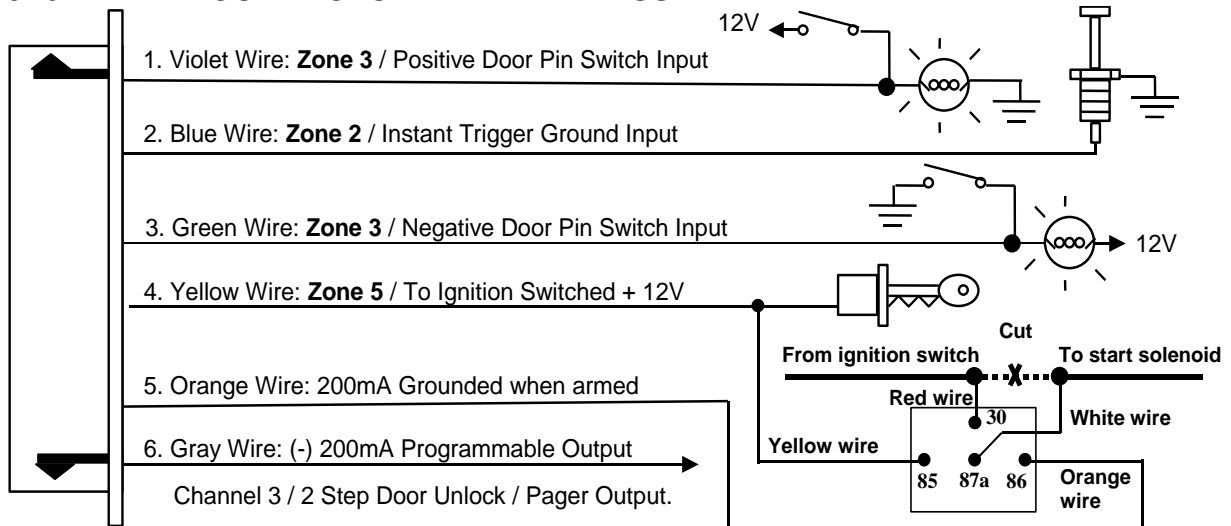 12V
1. Violet Wire: Zone 3 / Positive Door Pin Switch Input
2. Blue Wire: Zone 2 / Instant Trigger Ground Input
3. Green Wire: Zone 3 / Negative Door Pin Switch Input
12V
4. Yellow Wire: Zone 5 / To Ignition Switched + 12V
Cut
From ignition switch
To start solenoid
5. Orange Wire: 200mA Grounded when armed
Red wire
30
White wire
6. Gray Wire: (-) 200mA Programmable Output
Yellow wire
85 87a 86
Orange
wire
Channel 3 / 2 Step Door Unlock / Pager Output.